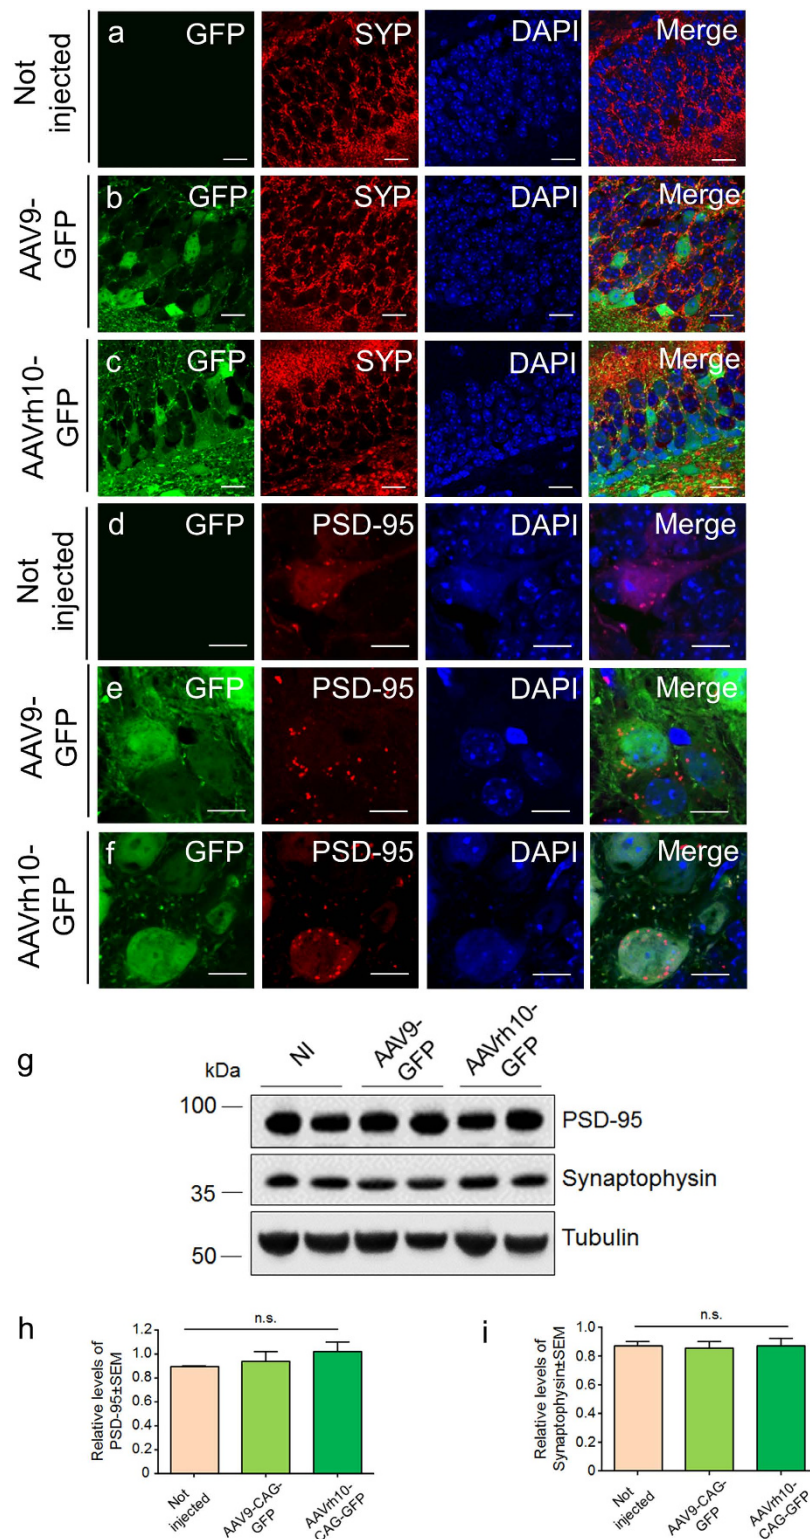 Not
injected
a
GFP
SYP
DAPI
Merge
AAV9-
GFP
b
GFP
SYP
DAPI
Merge
AAVrh10-
GFP
c
GFP
SYP
DAPI
Merge
Not
injected
d
GFP
PSD-95
DAPI
Merge
AAV9-
GFP
e
GFP
PSD-95
DAPI
Merge
AAVrh10-
GFP
f
GFP
PSD-95
DAPI
Merge
g
kDa
NI
AAV9-
GFP
AAVrh10-
GFP
100
PSD-95
35
Synaptophysin
50
Tubulin
h
Relative levels of
PSD-95±SEM
n.s.
1.2
1.0
0.8
0.6
0.4
0.2
0
Not
injected
AAV9-CAG-
GFP
AAVrh10-
CAG-GFP
i
Relative levels of
Synaptophysin±SEM
n.s.
1.0
0.8
0.6
0.4
0.2
0
Not
injected
AAV9-CAG-
GFP
AAVrh10-
CAG-GFP